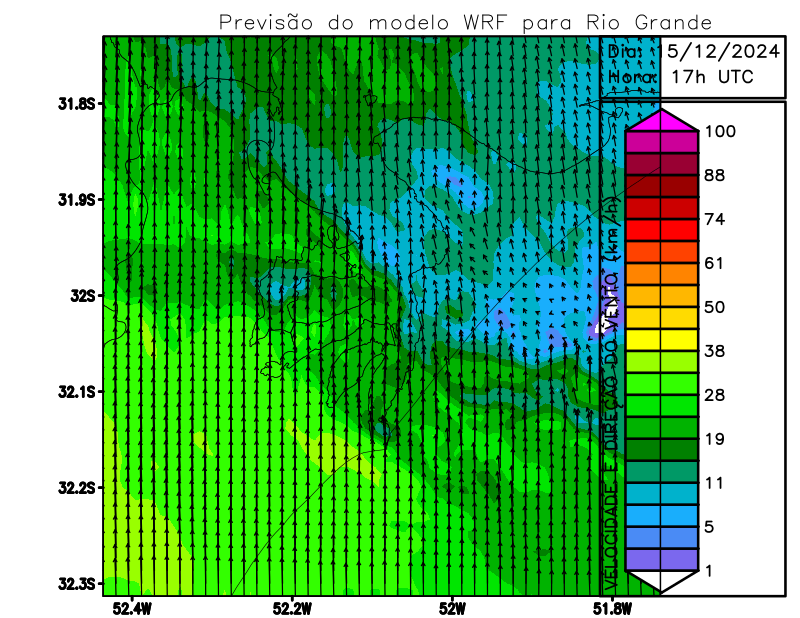 Previsão do modelo WRF para Rio Grande
Dia: 15/12/2024
Hora: 17h UTC
31.8S
31.9S
32S
32.1S
32.2S
32.3S
52.4W
52.2W
52W
51.8W
VELOCIDADE E DIREÇÃO DO VENTO (km/h)
100
88
74
61
50
38
28
19
11
5
1